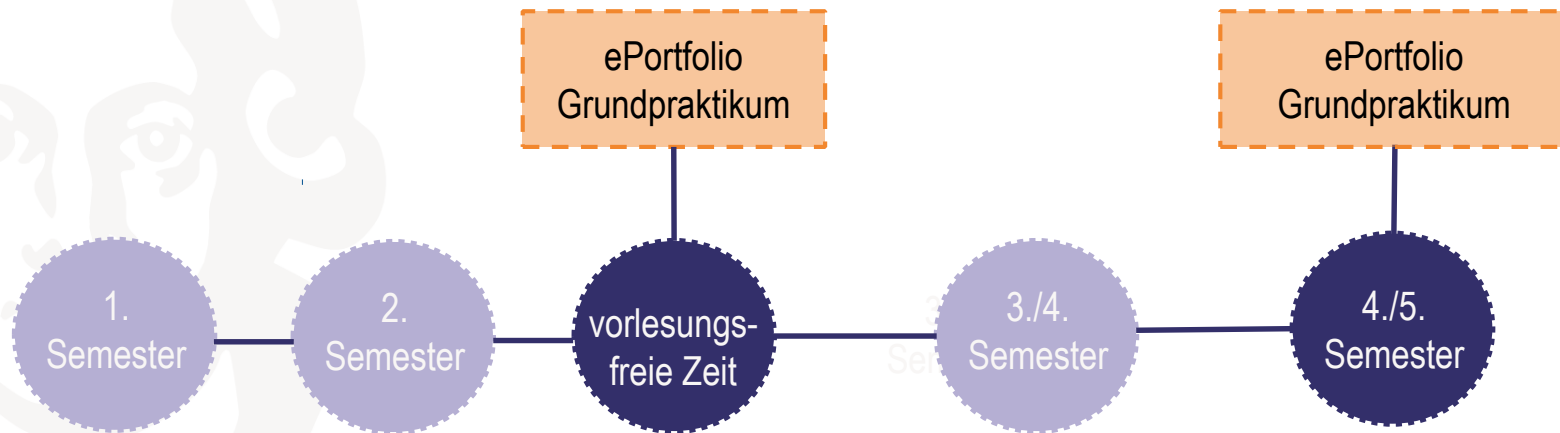 ePortfolio
Grundpraktikum
ePortfolio
Grundpraktikum
1.
Semester
2.
Semester
vorlesungs-
freie Zeit
3./4.
Semester
4./5.
Semester